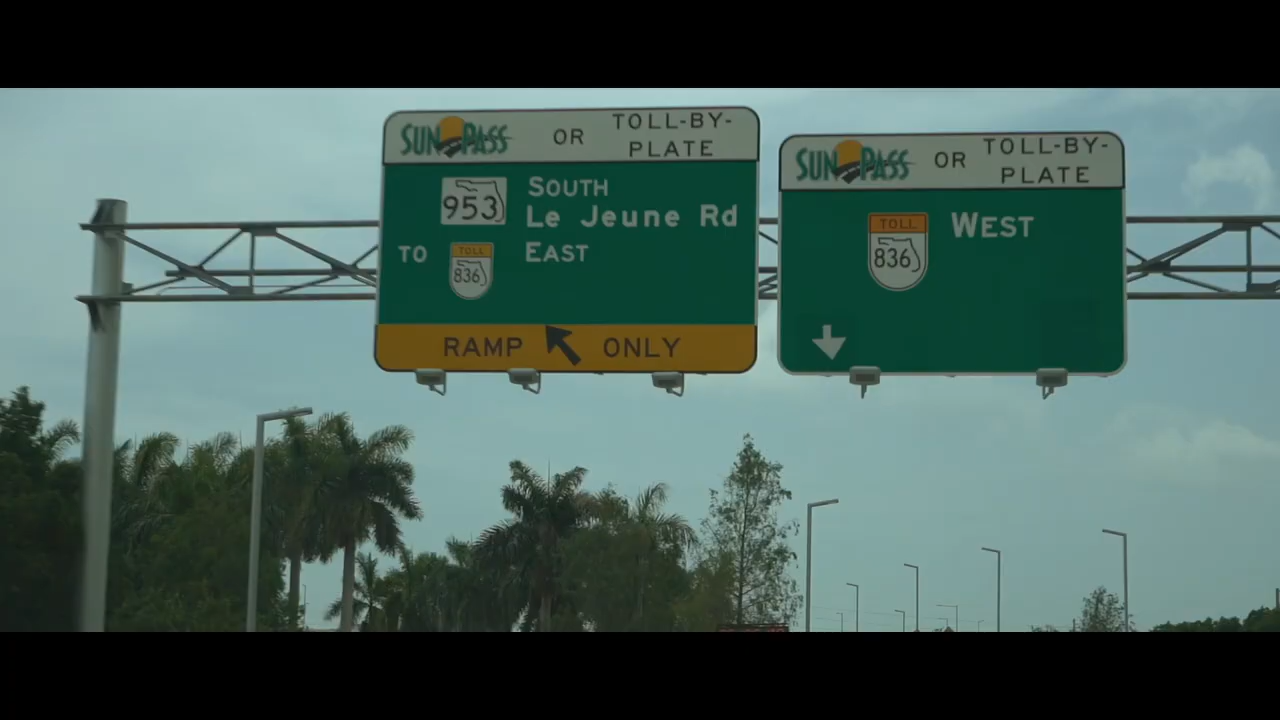 SUNPASS OR TOLL-BY-PLATE
953 SOUTH
Le Jeune Rd
TO TOLL 836 EAST
RAMP ONLY
SUNPASS OR TOLL-BY-PLATE
TOLL 836 WEST